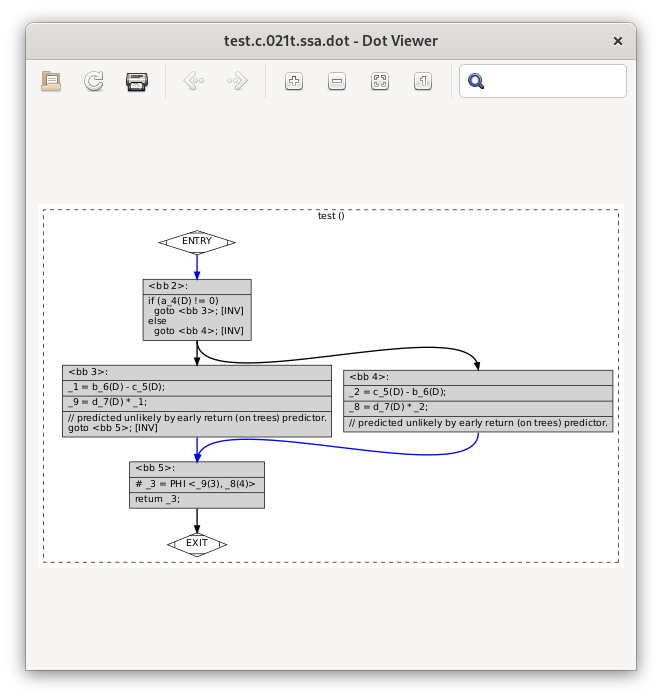 test.c.021t.ssa.dot - Dot Viewer
test ()
ENTRY
<bb 2>:
if (a_4(D) != 0)
goto <bb 3>; [INV]
else
goto <bb 4>; [INV]
<bb 3>:
_1 = b_6(D) - c_5(D);
_9 = d_7(D) * _1;
// predicted unlikely by early return (on trees) predictor.
goto <bb 5>; [INV]
<bb 4>:
_2 = c_5(D) - b_6(D);
_8 = d_7(D) * _2;
// predicted unlikely by early return (on trees) predictor.
<bb 5>:
# _3 = PHI <_9(3), _8(4)>
return _3;
EXIT